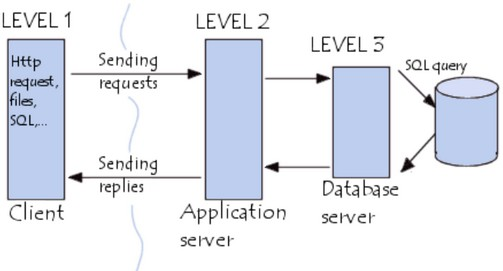 LEVEL 1
LEVEL 2
LEVEL 3
Http
request,
files,
SQL,...
Sending
requests
SQL query
Sending
replies
Client
Application
server
Database
server